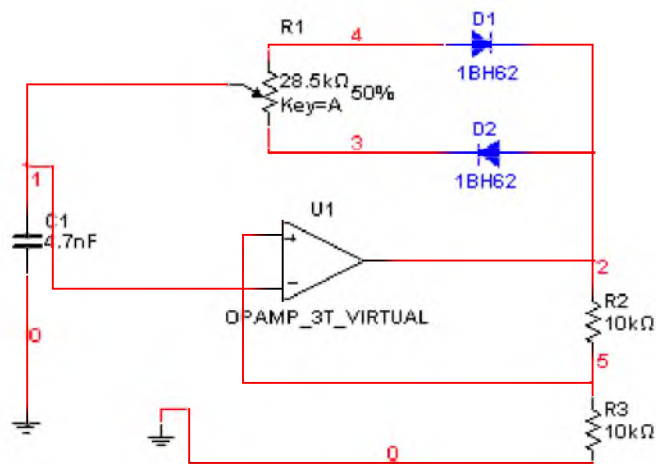 R1
4
D1
28.5kΩ
50%
Key=A
1BH62
3
D2
1BH62
1
C1
4.7nF
U1
OPAMP_3T_VIRTUAL
2
R2
10kΩ
0
5
R3
10kΩ
0